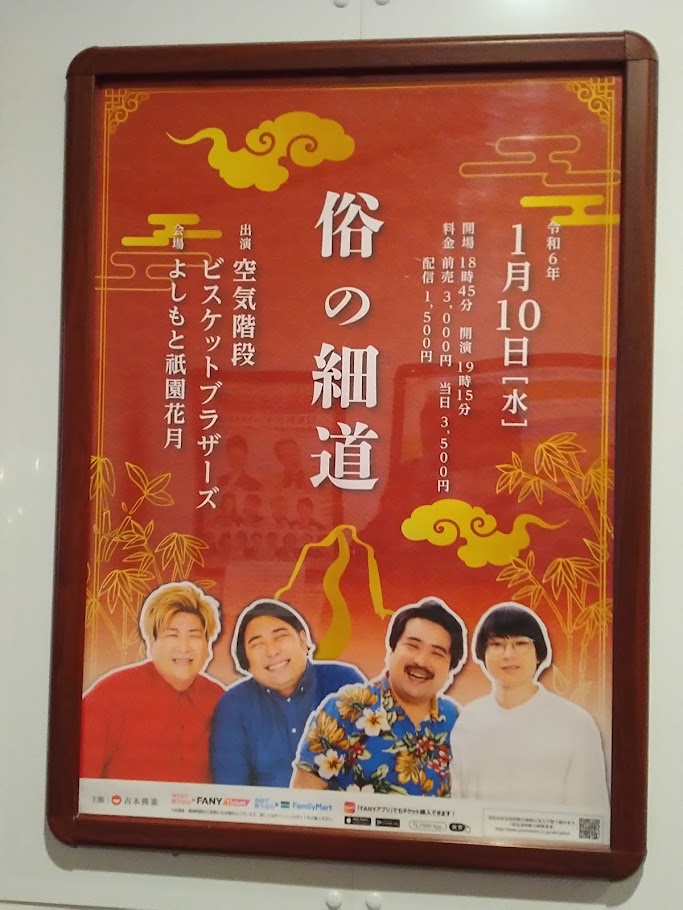 令和6年
1月10日[水]
開場 18時45分 開演 19時15分
料金 前売 3,000円 当日 3,500円
配信 1,500円
俗の細道
出演 空気階段
ビスケットブラザーズ
会場 よしもと祇園花月
主催: 吉本興業
FANY Ticket
FamilyMart
「FANYアプリ」でもチケット購入できます!
検索